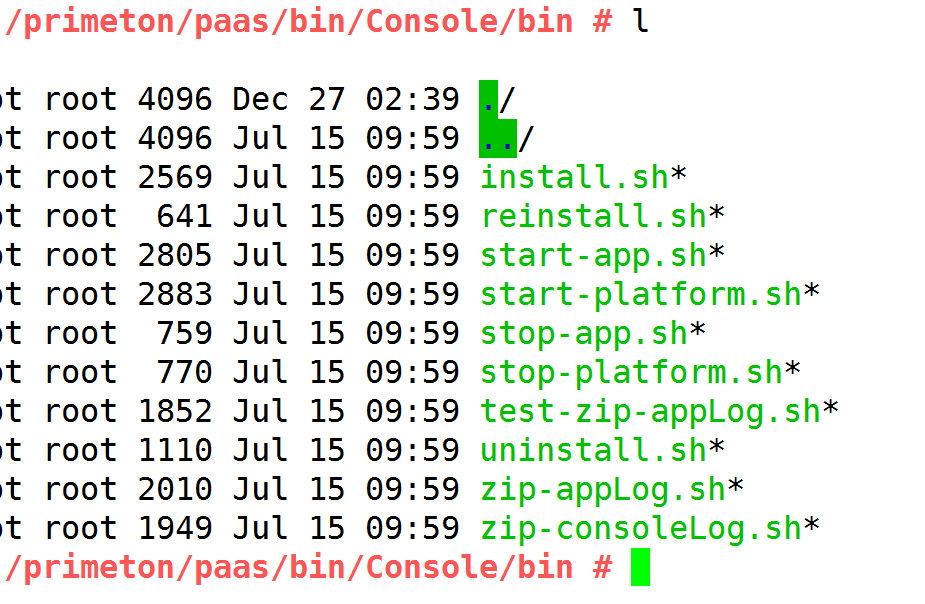 /primeton/paas/bin/Console/bin # l
ot root 4096 Dec 27 02:39 ./
ot root 4096 Jul 15 09:59 ../
ot root 2569 Jul 15 09:59 install.sh*
ot root  641 Jul 15 09:59 reinstall.sh*
ot root 2805 Jul 15 09:59 start-app.sh*
ot root 2883 Jul 15 09:59 start-platform.sh*
ot root  759 Jul 15 09:59 stop-app.sh*
ot root  770 Jul 15 09:59 stop-platform.sh*
ot root 1852 Jul 15 09:59 test-zip-appLog.sh*
ot root 1110 Jul 15 09:59 uninstall.sh*
ot root 2010 Jul 15 09:59 zip-appLog.sh*
ot root 1949 Jul 15 09:59 zip-consoleLog.sh*
/primeton/paas/bin/Console/bin #